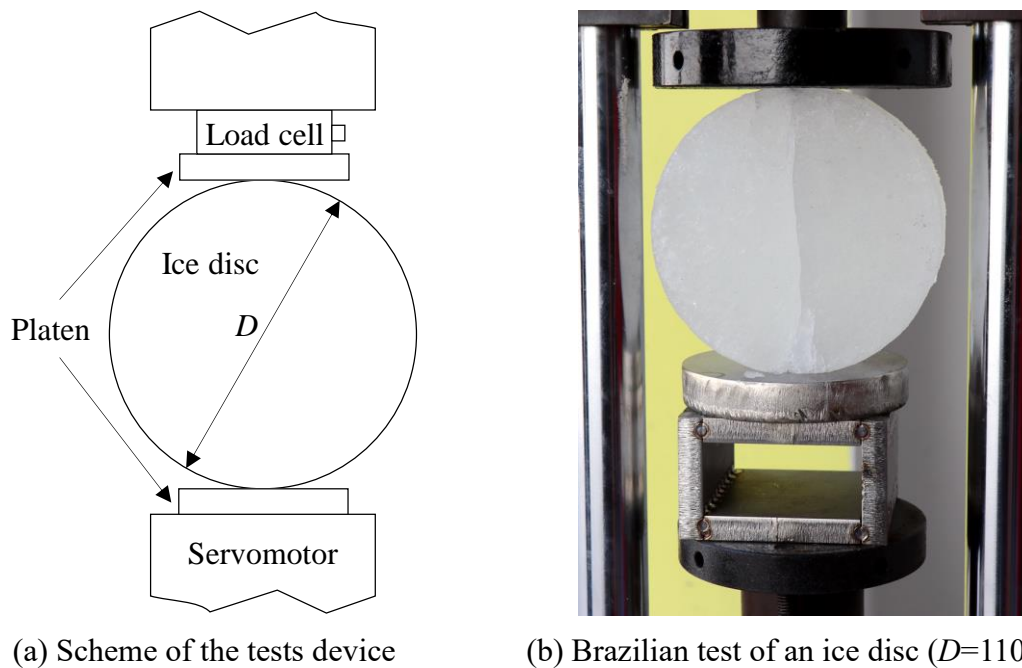 Load cell
Ice disc
D
Platen
Servomotor
(a) Scheme of the tests device
(b) Brazilian test of an ice disc (D=110